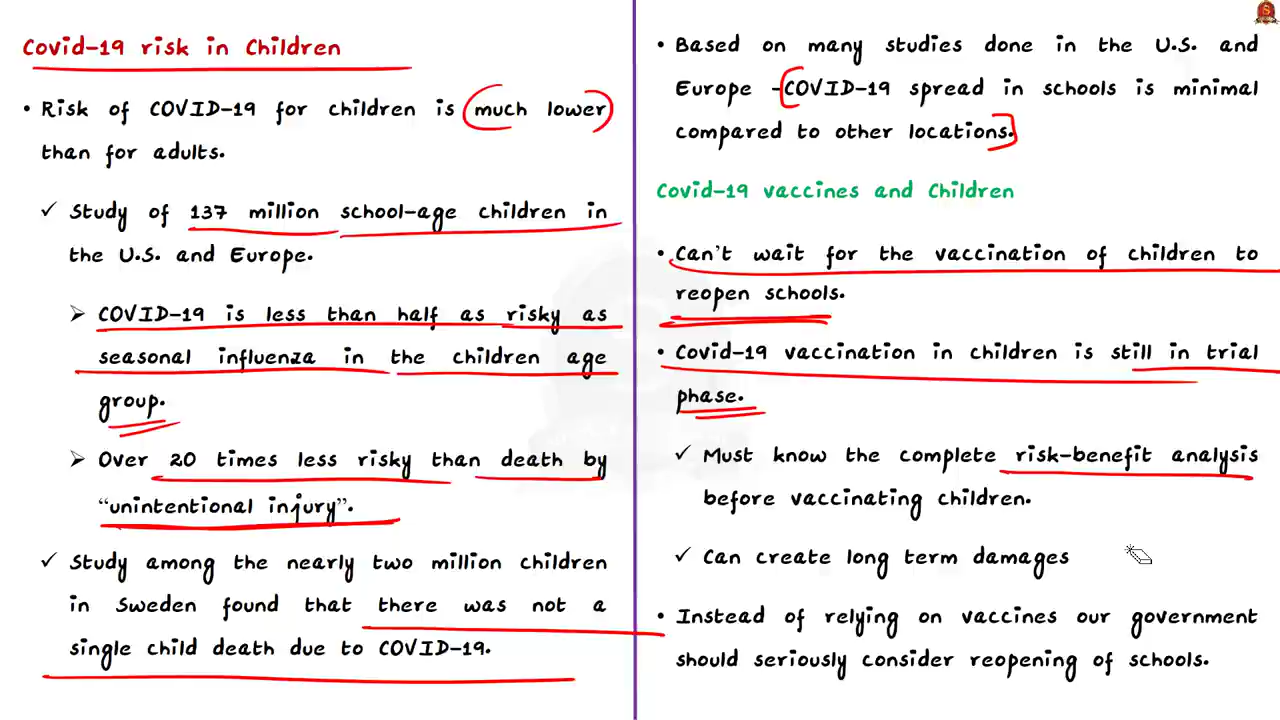 Covid-19 risk in Children
• Risk of COVID-19 for children is much lower
than for adults.
✓ Study of 137 million school-age children in
the U.S. and Europe.
➢ COVID-19 is less than half as risky as
seasonal influenza in the children age
group.
➢ Over 20 times less risky than death by
“unintentional injury”.
✓ Study among the nearly two million children
in Sweden found that there was not a
single child death due to COVID-19.
• Based on many studies done in the U.S. and
Europe -COVID-19 spread in schools is minimal
compared to other locations.
Covid-19 vaccines and Children
• Can't wait for the vaccination of children to
reopen schools.
• Covid-19 vaccination in children is still in trial
phase.
✓ Must know the complete risk-benefit analysis
before vaccinating children.
✓ Can create long term damages
• Instead of relying on vaccines our government
should seriously consider reopening of schools.